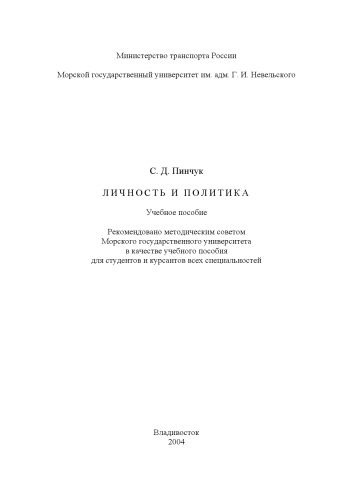 Министерство транспорта России
Морской государственный университет им. адм. Г. И. Невельского
С. Д. Пинчук
ЛИЧНОСТЬ И ПОЛИТИКА
Учебное пособие
Рекомендовано методическим советом
Морского государственного университета
в качестве учебного пособия
для студентов и курсантов всех специальностей
Владивосток
2004